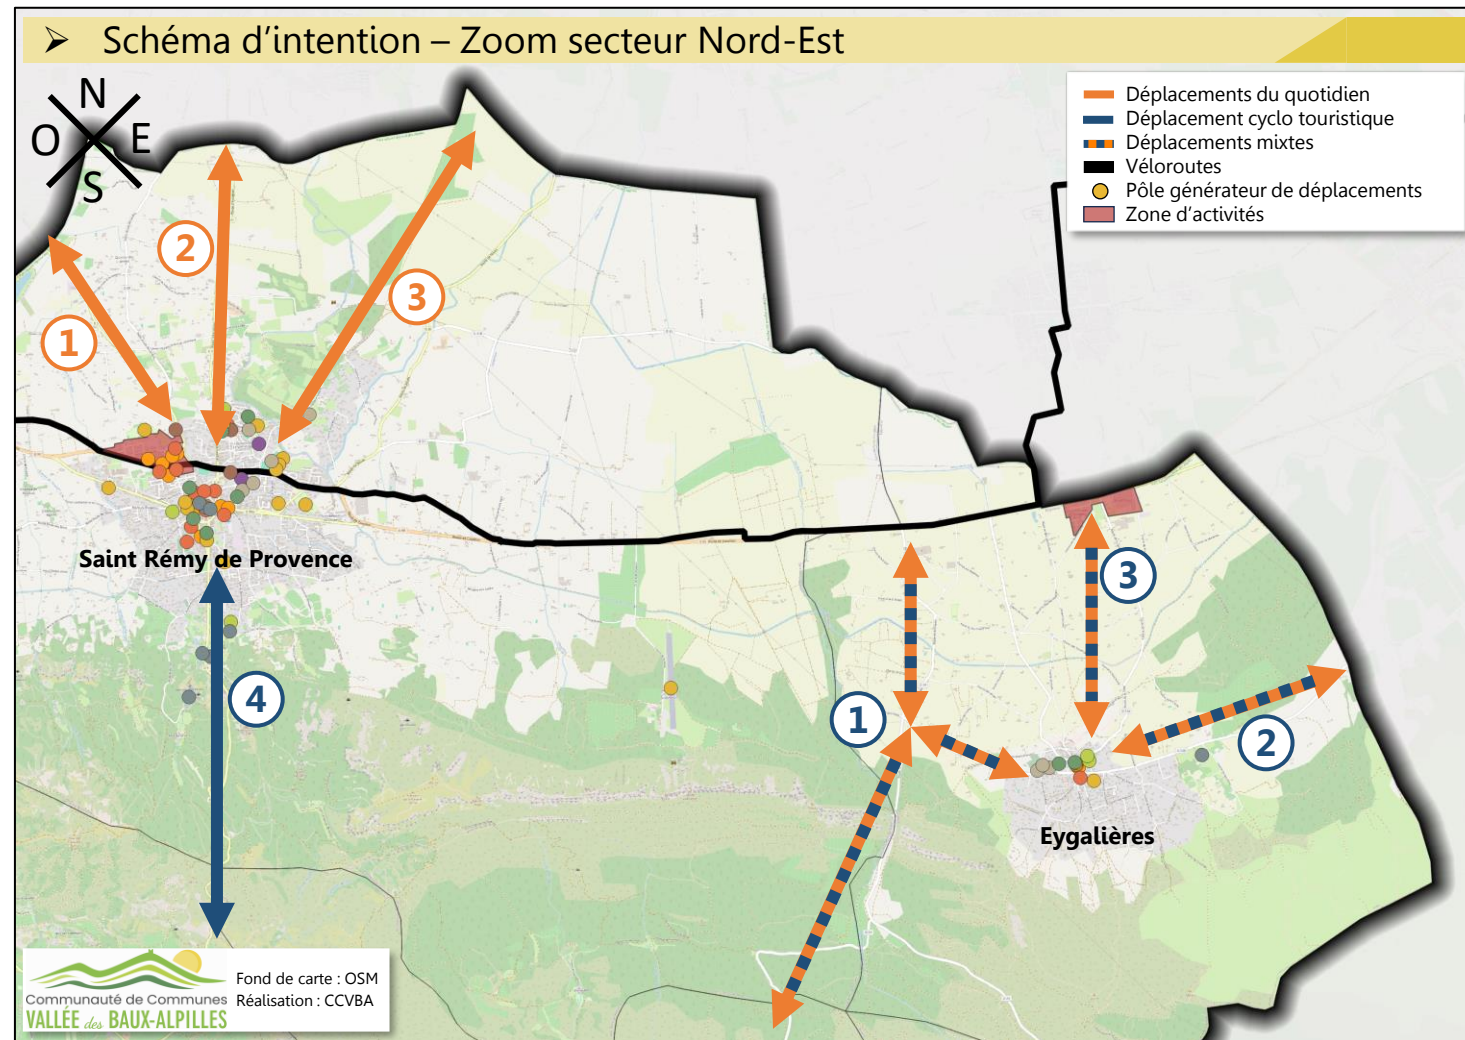 ➢ Schéma d’intention – Zoom secteur Nord-Est
N
O E
S
Déplacements du quotidien
Déplacement cyclo touristique
Déplacements mixtes
Véloroutes
Pôle générateur de déplacements
Zone d’activités
2
3
1
Saint Rémy de Provence
3
4
1
2
Eygalières
Communauté de Communes
VALLÉE des BAUX-ALPILLES
Fond de carte : OSM
Réalisation : CCVBA